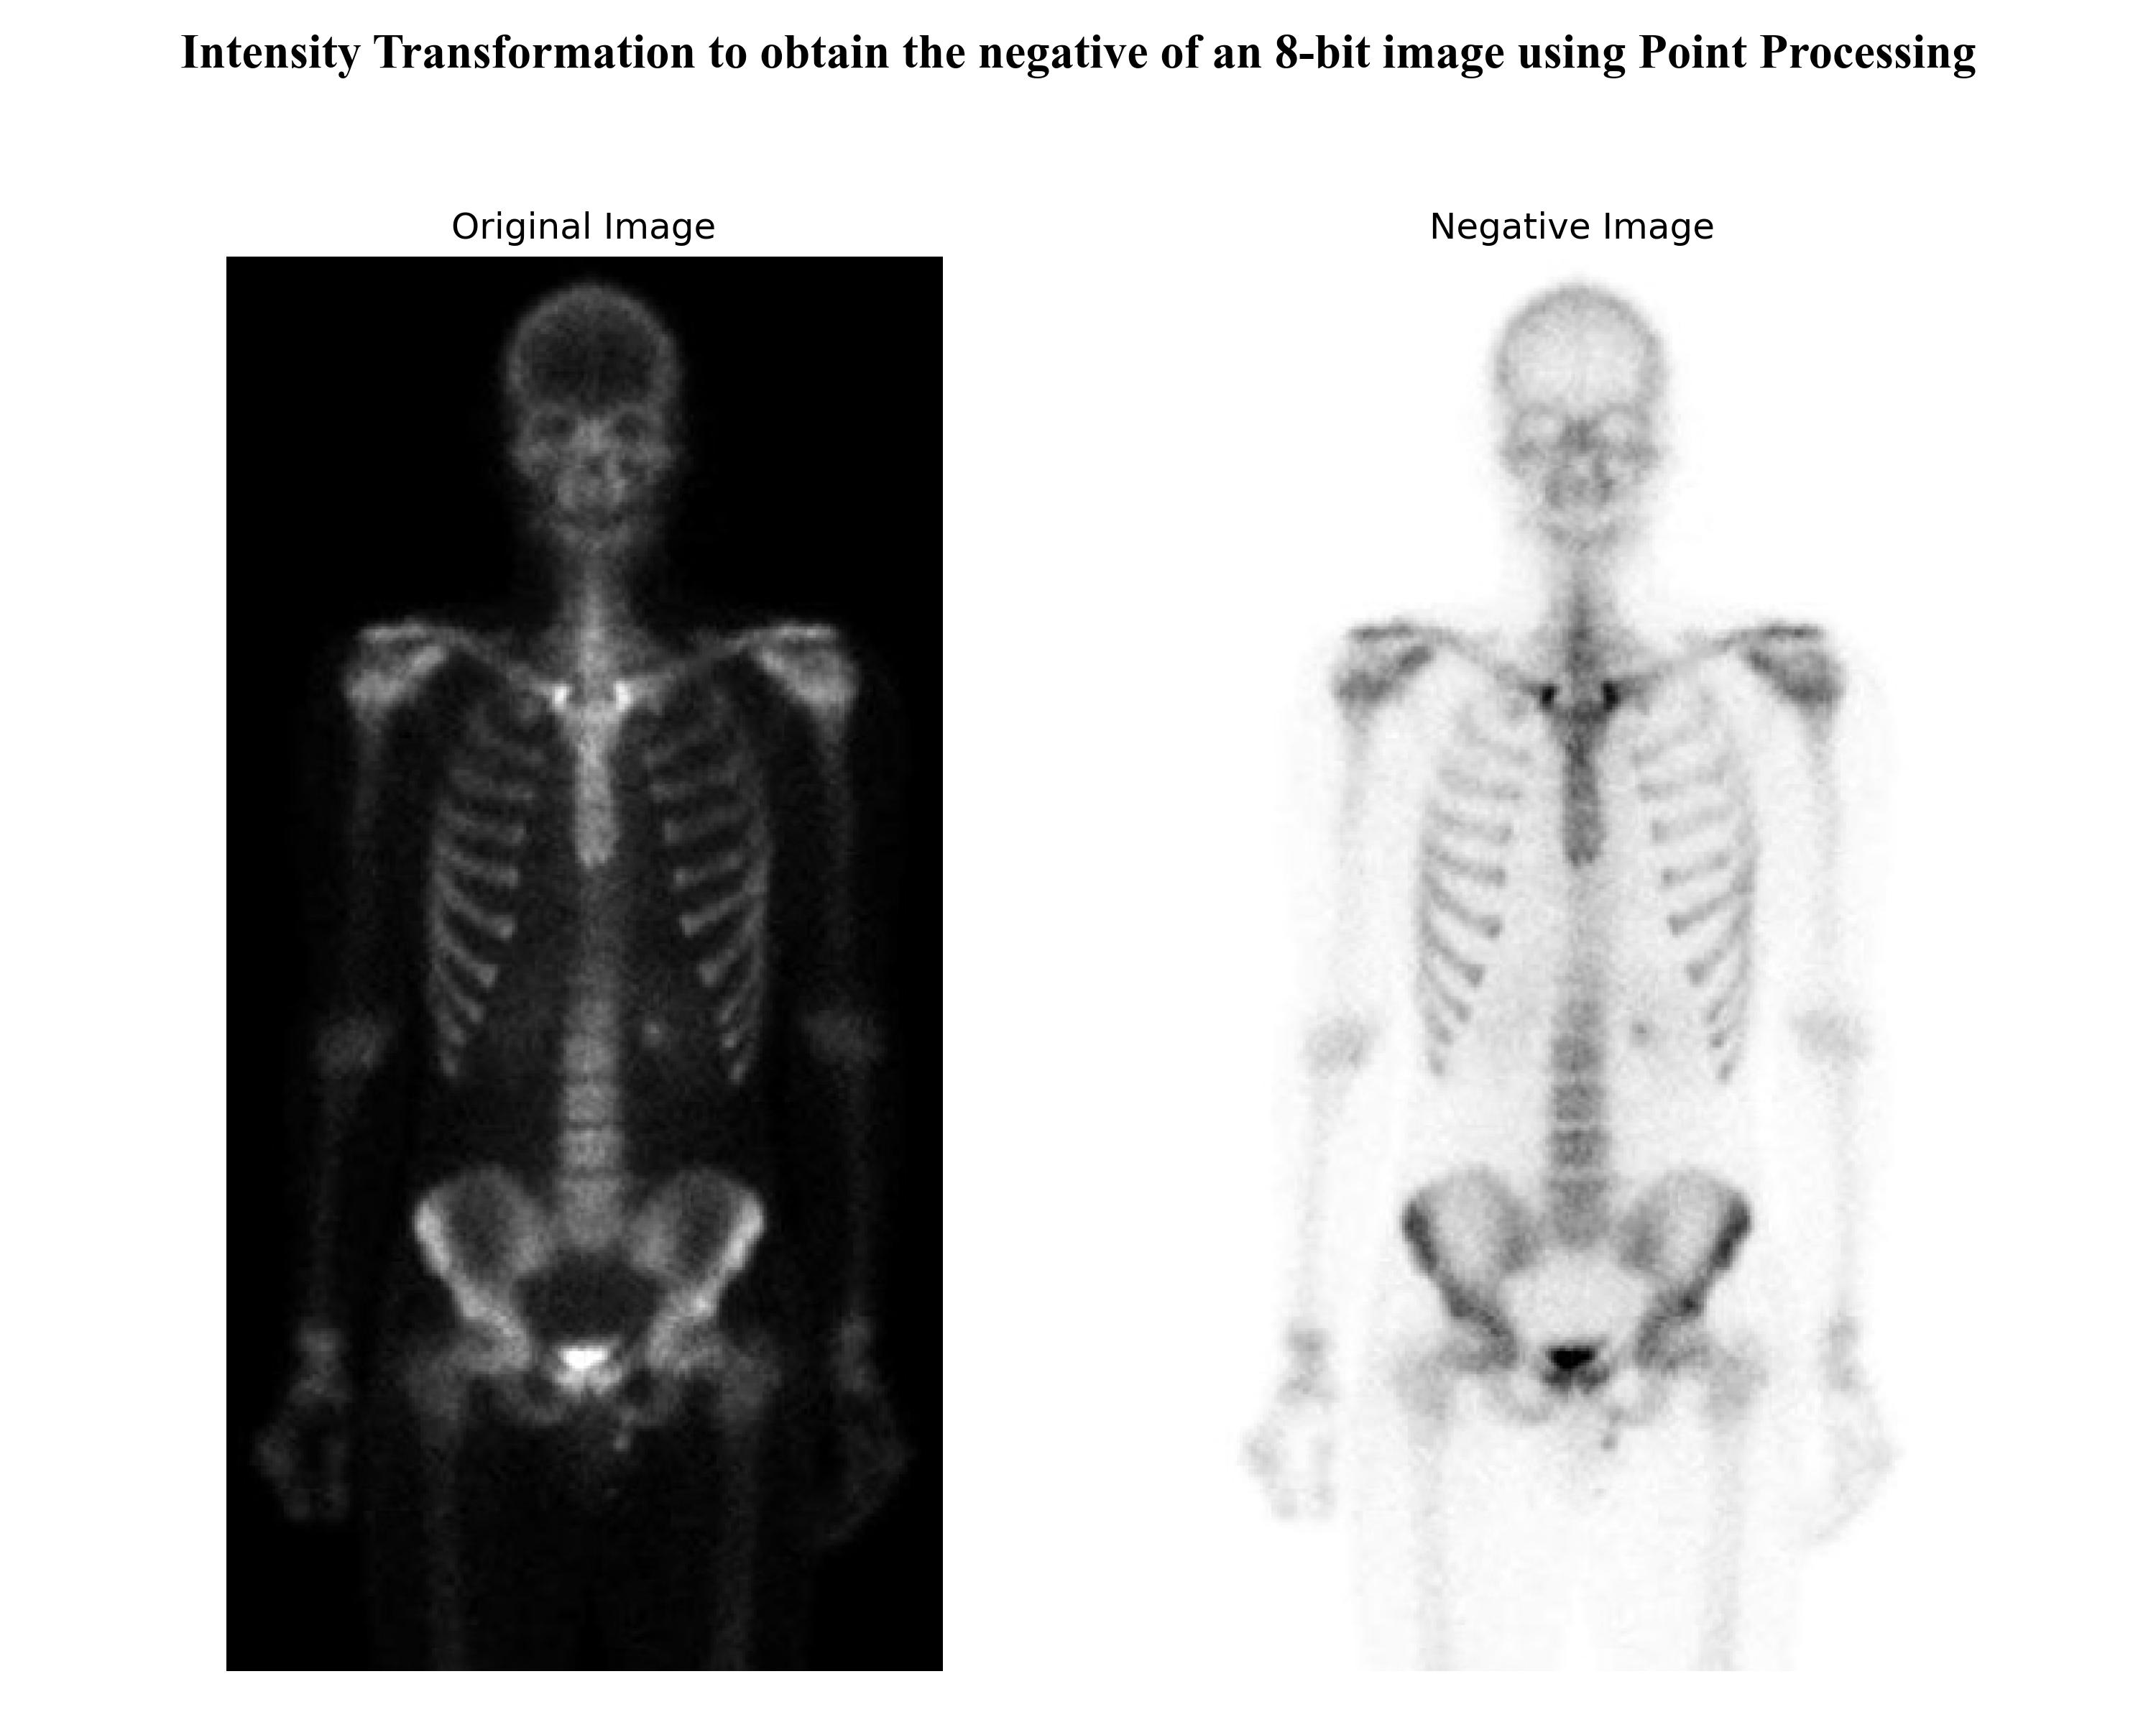 Intensity Transformation to obtain the negative of an 8-bit image using Point Processing
Original Image
Negative Image